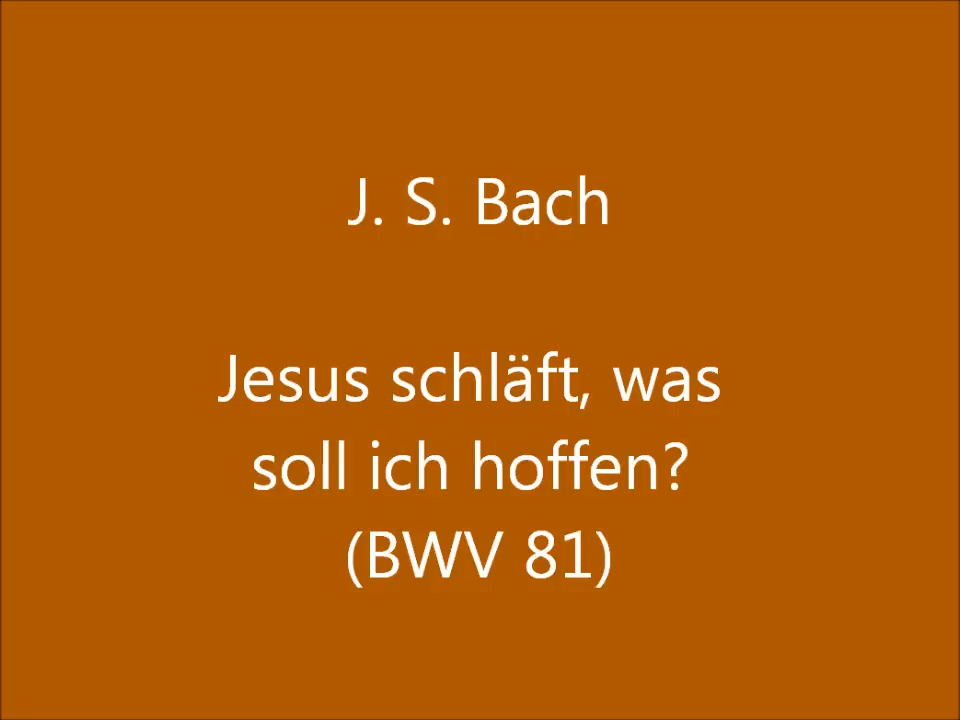 J. S. Bach
Jesus schläft, was
soll ich hoffen?
(BWV 81)